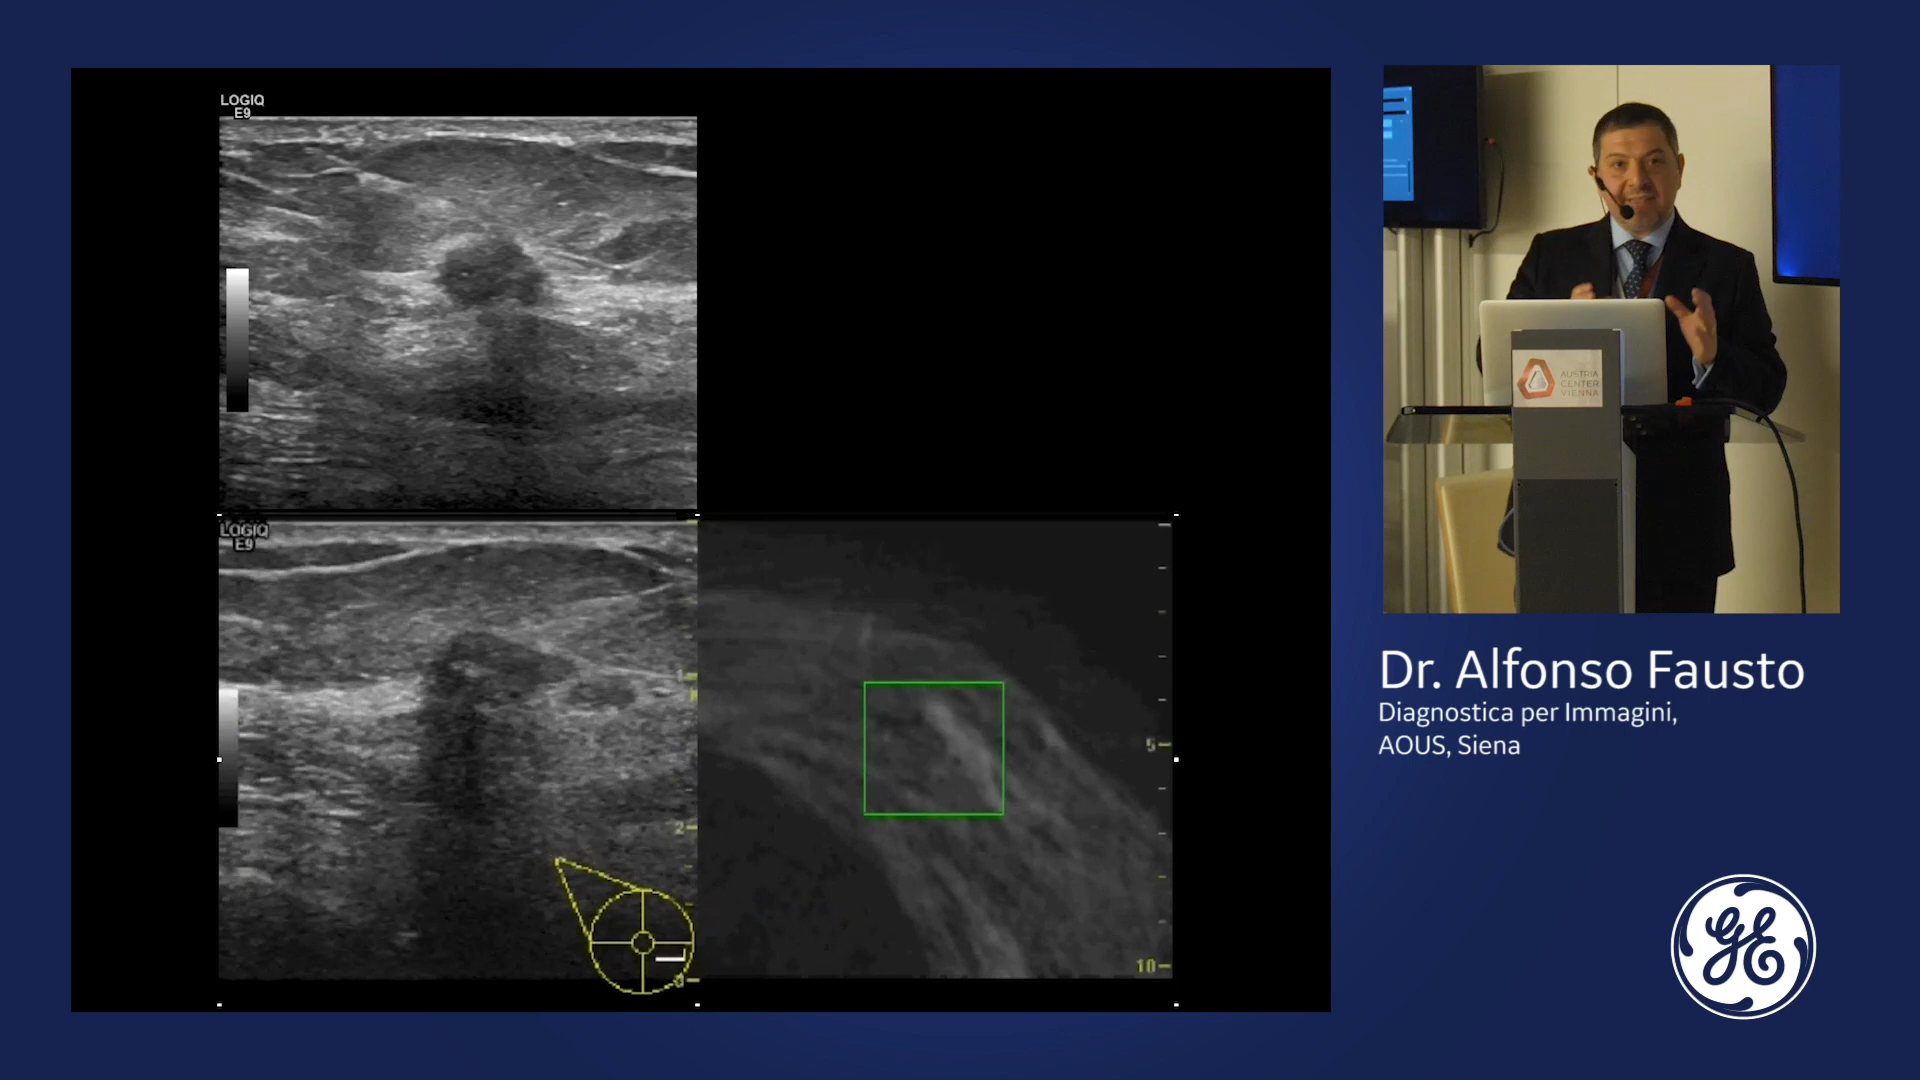 LOGIQ
E9
LOGIQ
E9
1
2
5
10
AUSTRIA
CENTER
VIENNA
Dr. Alfonso Fausto
Diagnostica per Immagini,
AOUS, Siena
GE